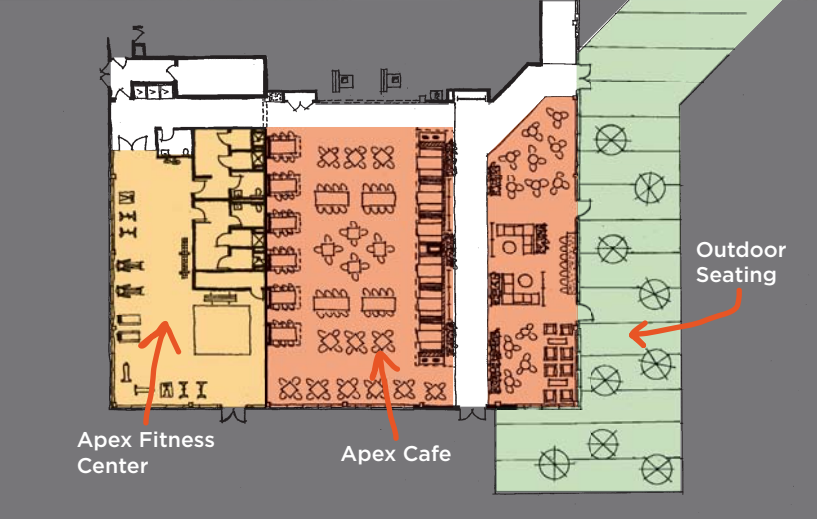 Outdoor
Seating
Apex Fitness
Center
Apex Cafe